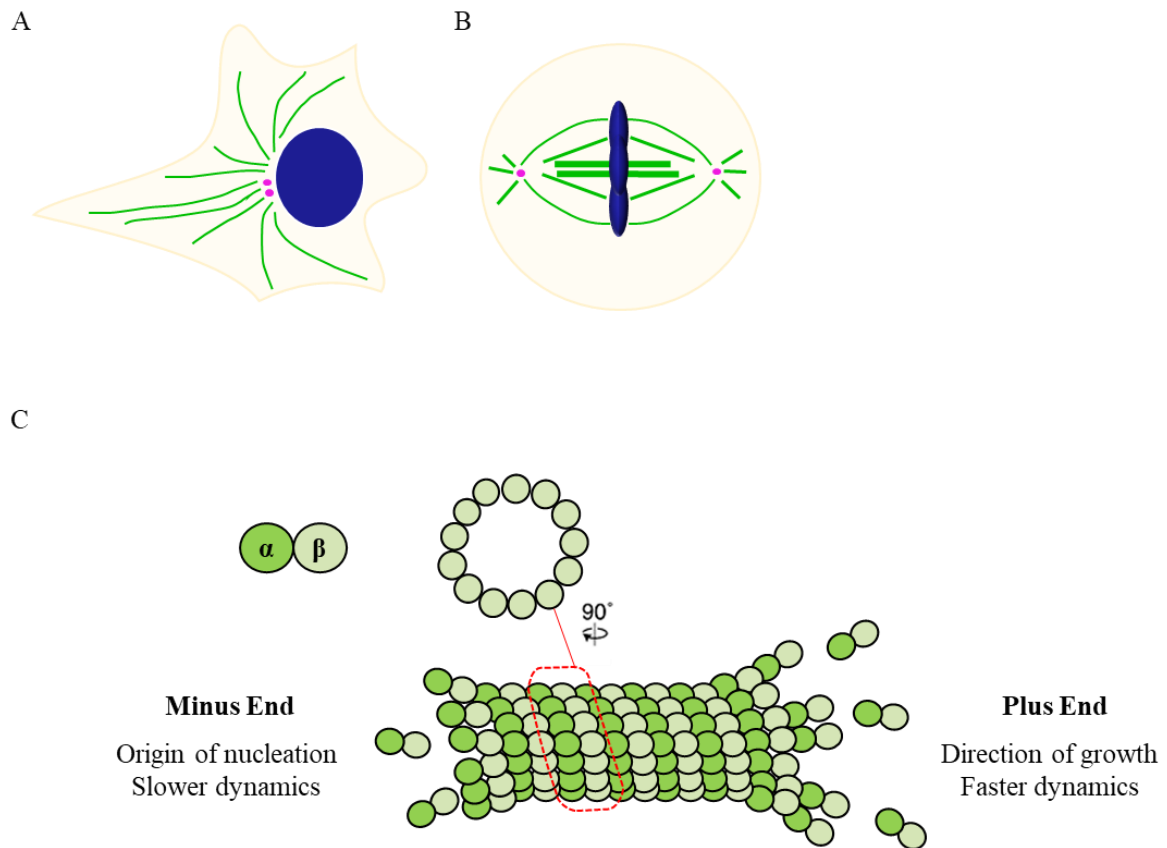 A
B
C
α
β
90°
Minus End
Origin of nucleation
Slower dynamics
Plus End
Direction of growth
Faster dynamics